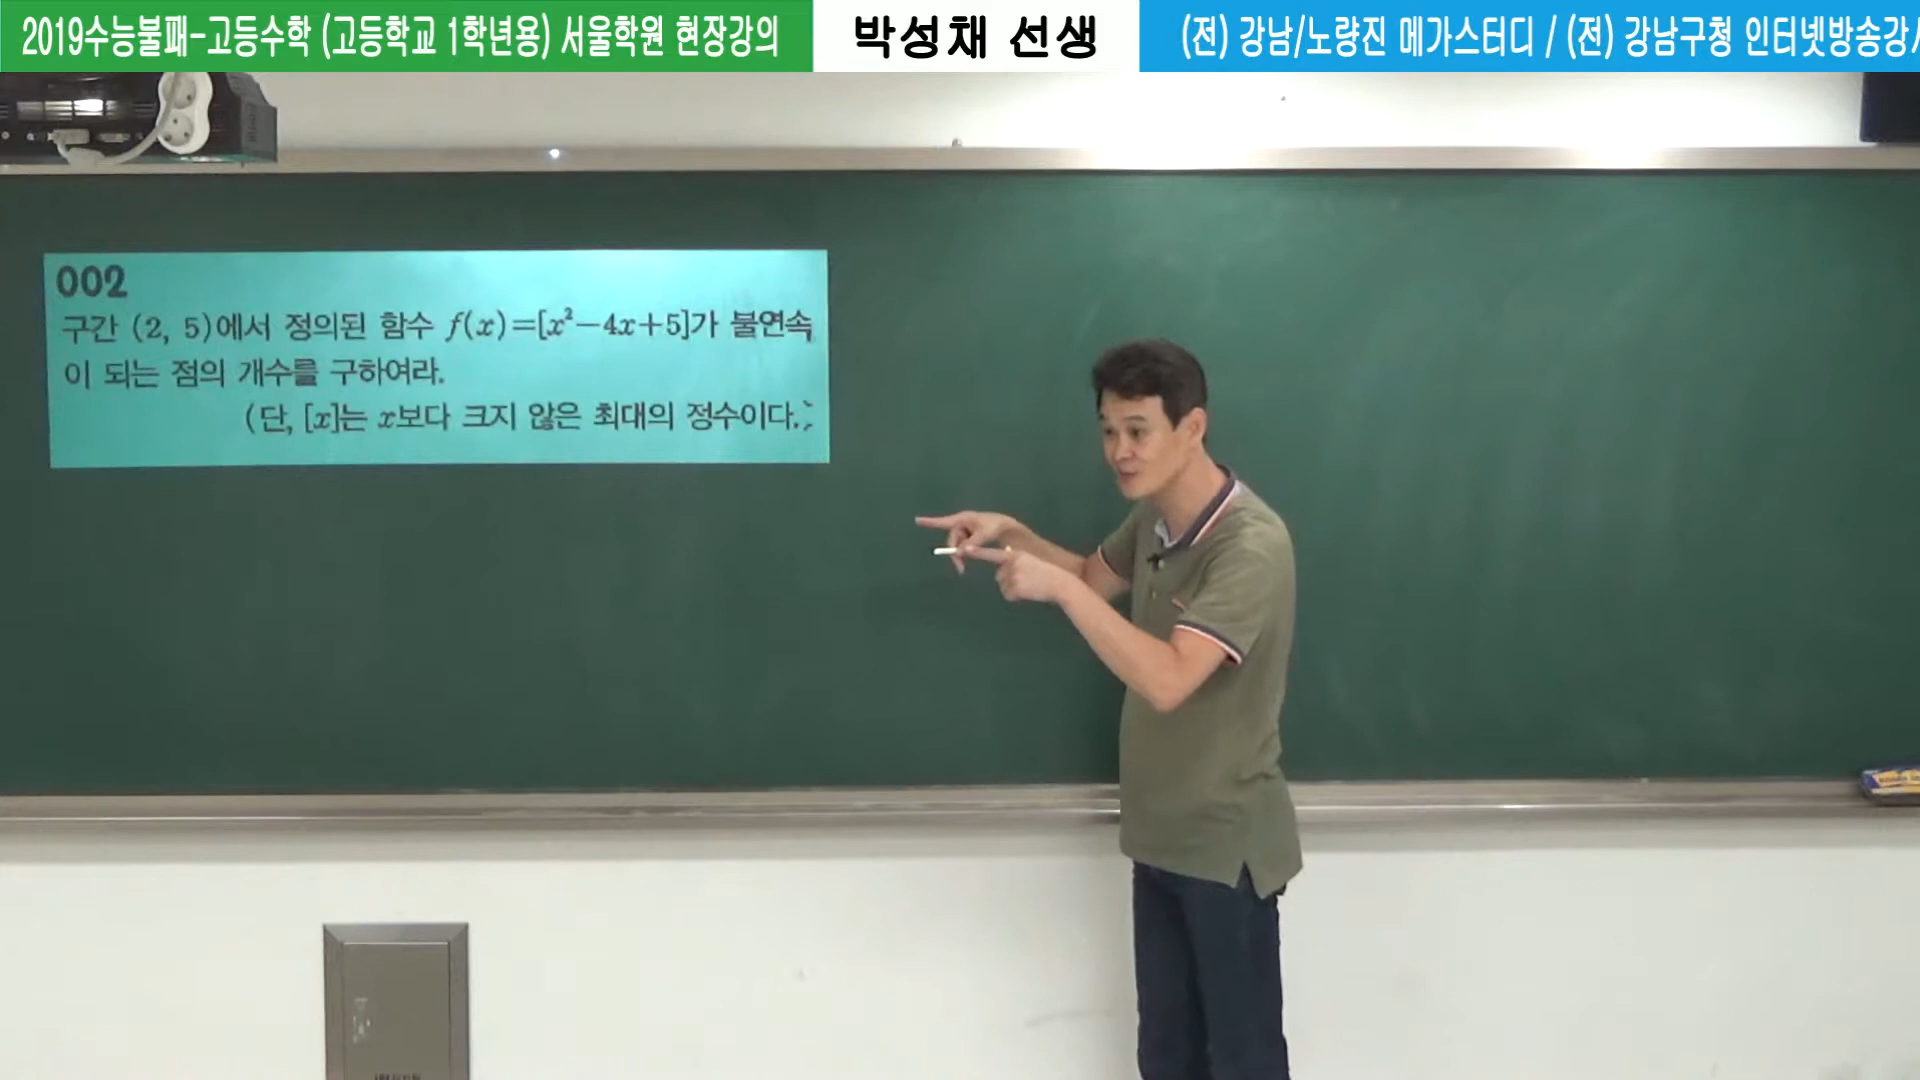 2019수능불패-고등수학 (고등학교 1학년용) 서울학원 현장강의
박성채 선생
(전) 강남/노량진 메가스터디 / (전) 강남구청 인터넷방송강
002
구간 (2, 5)에서 정의된 함수 f(x)=[x²-4x+5]가 불연속
이 되는 점의 개수를 구하여라.
(단, [x]는 x보다 크지 않은 최대의 정수이다.)